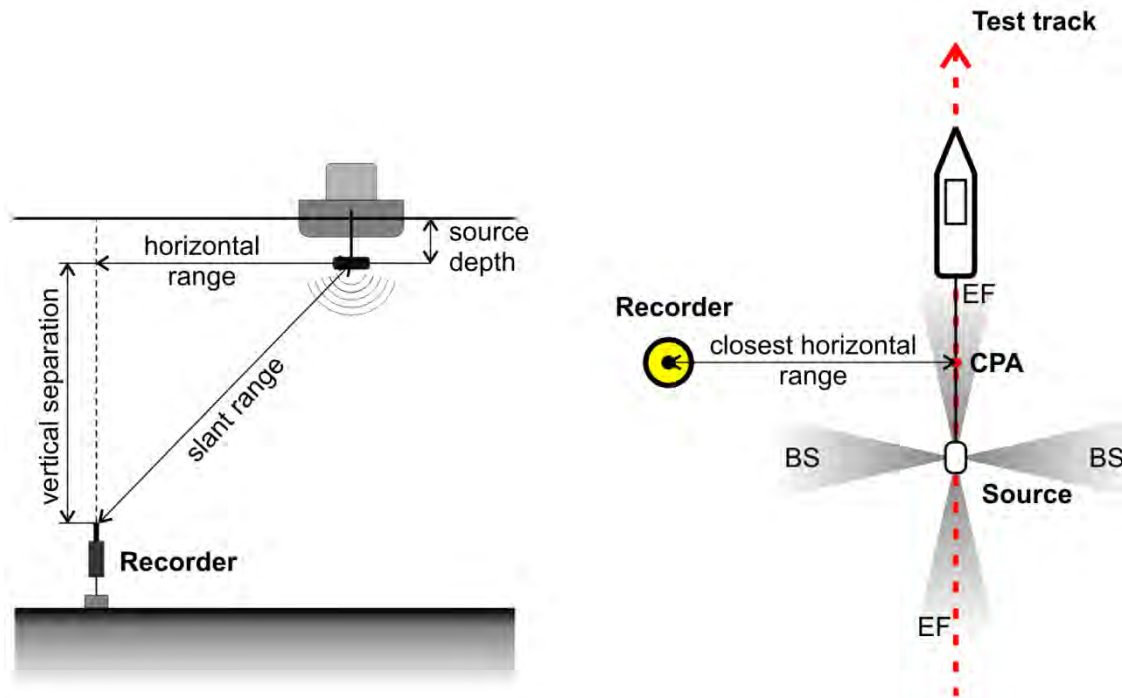 horizontal
range
source
depth
vertical separation
slant range
Recorder
Test track
EF
Recorder
closest horizontal
range
CPA
BS
BS
Source
EF